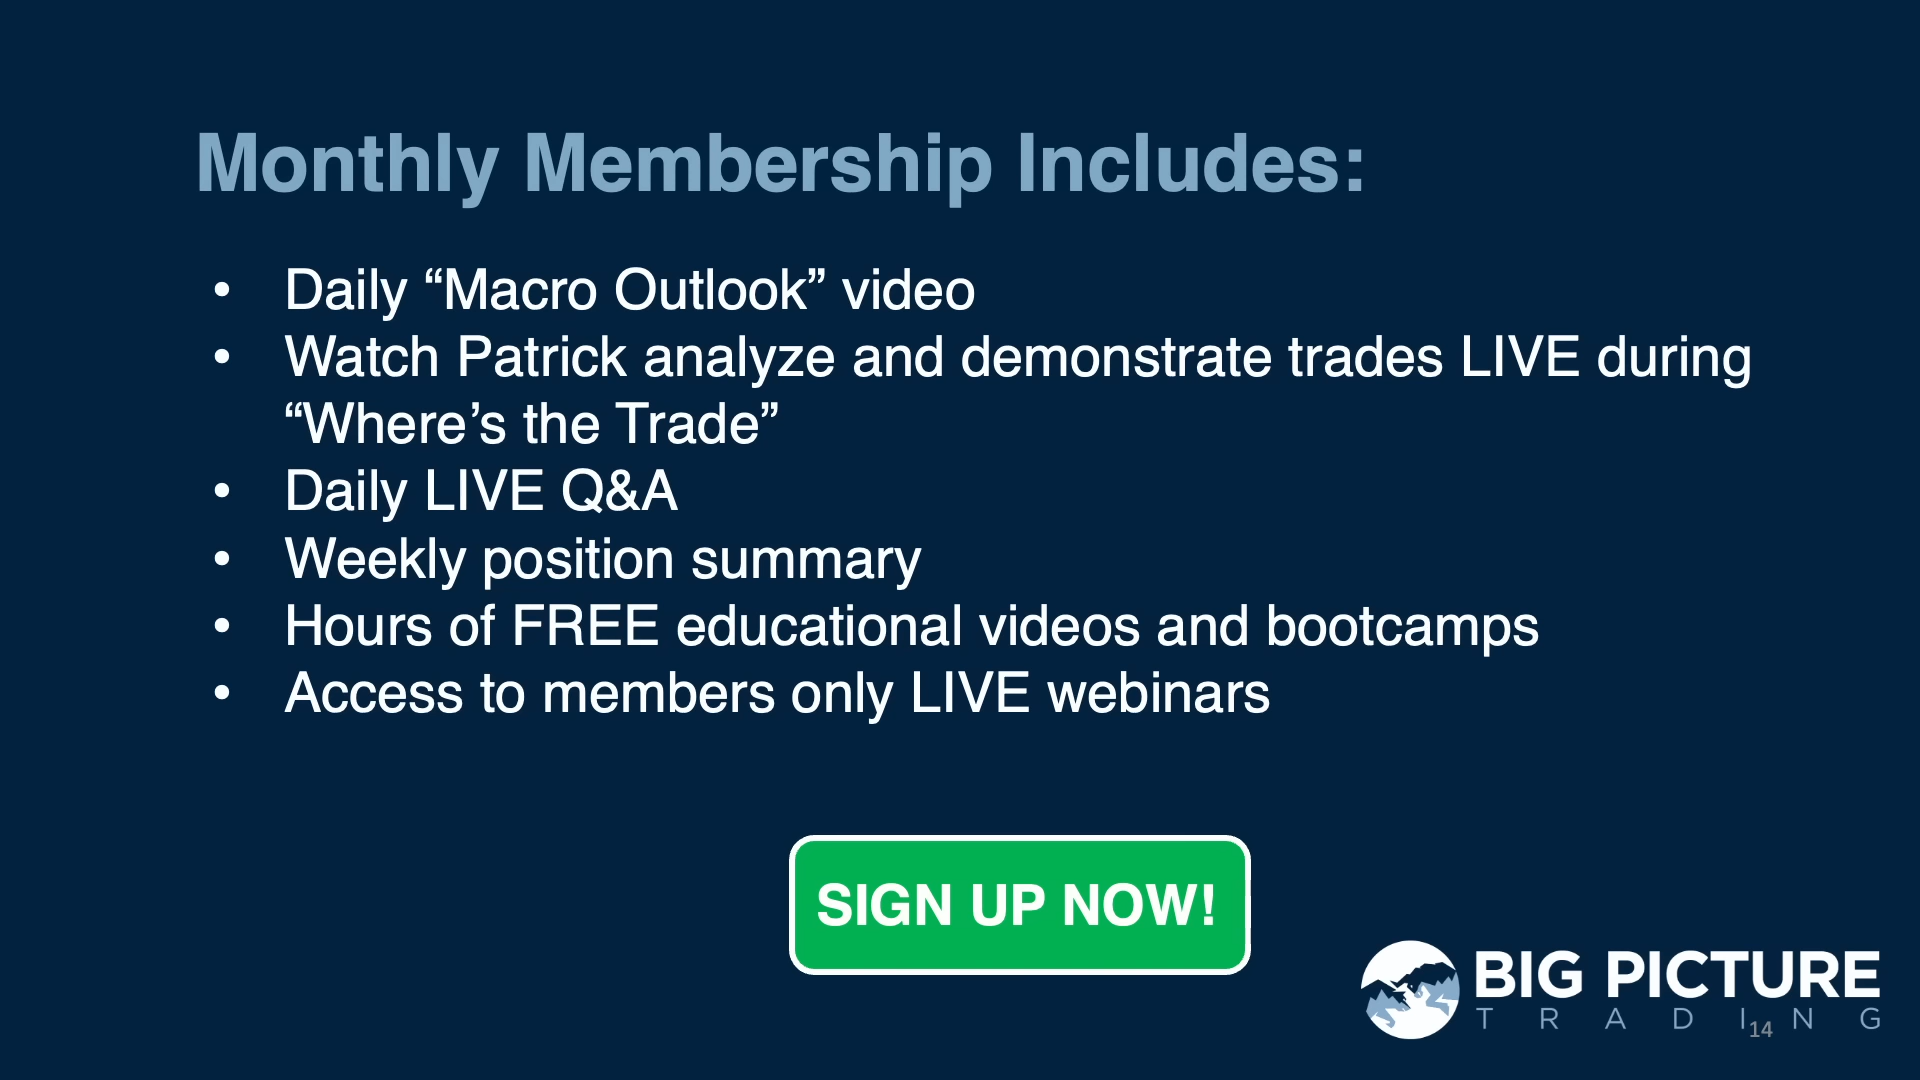 Monthly Membership Includes:
• Daily “Macro Outlook” video
• Watch Patrick analyze and demonstrate trades LIVE during
“Where’s the Trade”
• Daily LIVE Q&A
• Weekly position summary
• Hours of FREE educational videos and bootcamps
• Access to members only LIVE webinars
SIGN UP NOW!
BIG PICTURE
TRADING
14